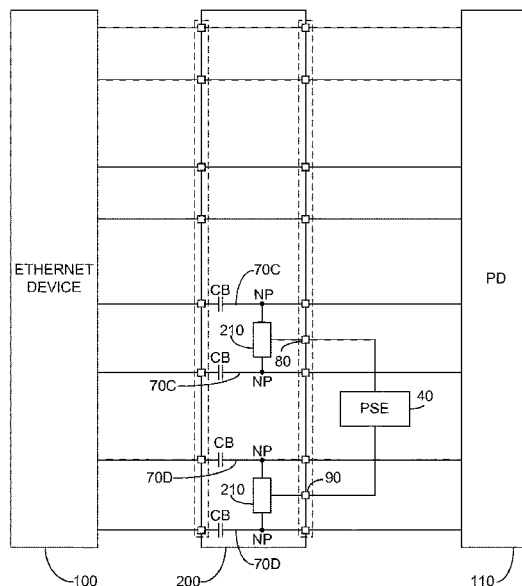 ETHERNET
DEVICE
PD
CB
70C
NP
210
80
CB
NP
70C
PSE
40
CB
NP
70D
90
210
CB
NP
70D
100
200
110